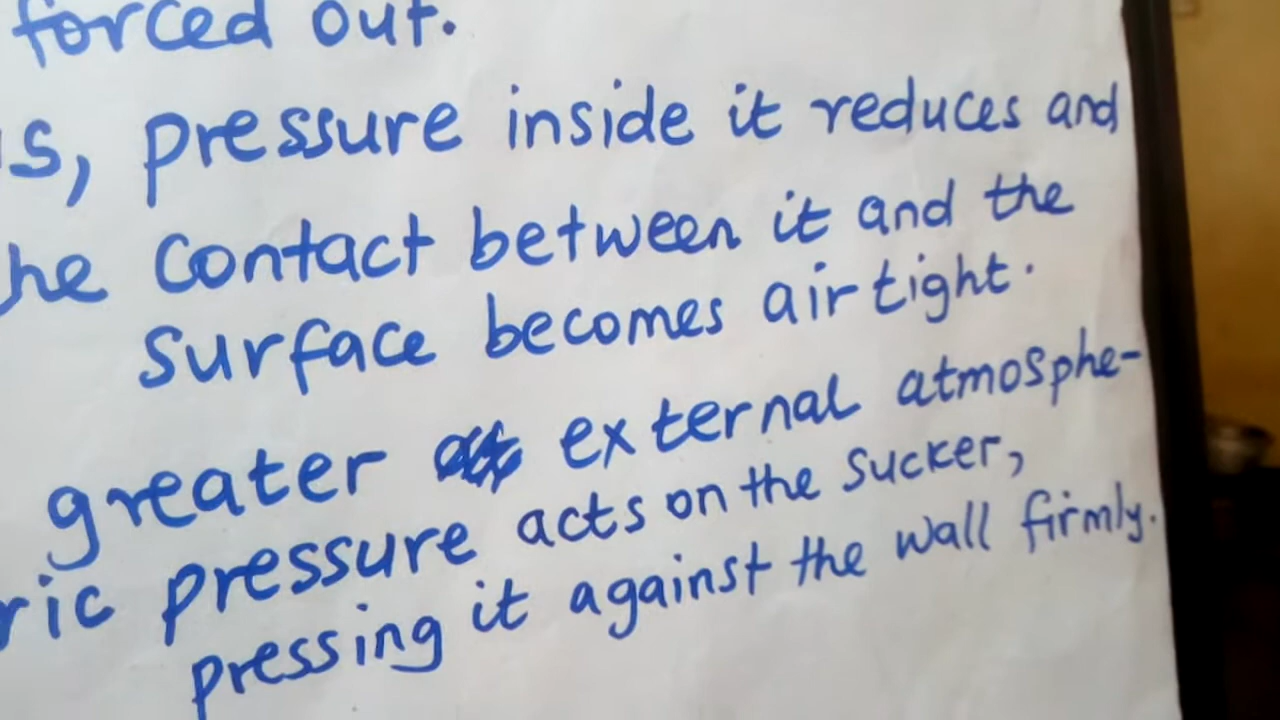 forced out.
s, pressure inside it reduces and
he contact between it and the
surface becomes airtight.
greater external atmosphe-
ric pressure acts on the sucker,
pressing it against the wall firmly.